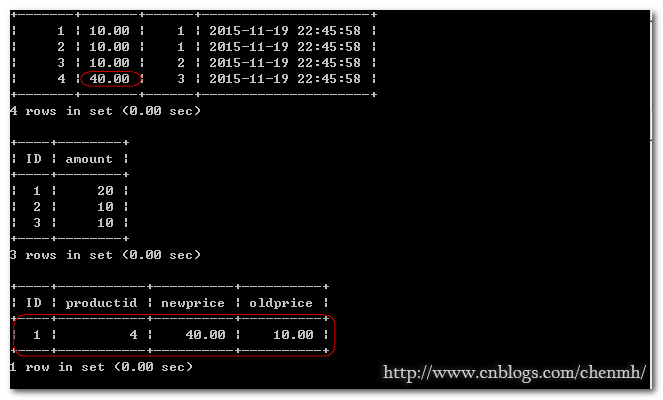 | 1 | 10.00 | 1 | 2015-11-19 22:45:58 |
| 2 | 10.00 | 1 | 2015-11-19 22:45:58 |
| 3 | 10.00 | 2 | 2015-11-19 22:45:58 |
| 4 | 40.00 | 3 | 2015-11-19 22:45:58 |
4 rows in set (0.00 sec)
| ID | amount |
| 1 | 20 |
| 2 | 10 |
| 3 | 10 |
3 rows in set (0.00 sec)
| ID | productid | newprice | oldprice |
| 1 | 4 | 40.00 | 10.00 |
1 row in set (0.00 sec)
http://www.cnblogs.com/chenmh/